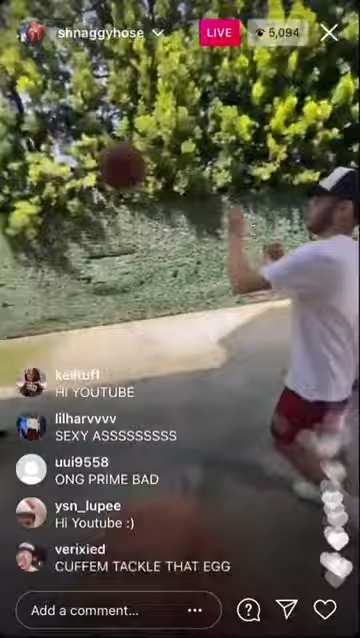 shnaggyhose
LIVE
5,094
keiituff
HI YOUTUBE
lilharvvvv
SEXY ASSSSSSSSS
uui9558
ONG PRIME BAD
ysn_lupee
Hi Youtube :)
verixied
CUFFEM TACKLE THAT EGG
Add a comment...